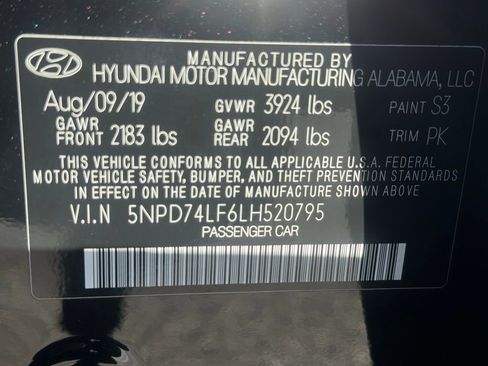 MANUFACTURED BY
HYUNDAI MOTOR MANUFACTURING ALABAMA, LLC
Aug/09/19 GVWR 3924 lbs PAINT S3
GAWR FRONT 2183 lbs GAWR REAR 2094 lbs TRIM PK
THIS VEHICLE CONFORMS TO ALL APPLICABLE U.S.A. FEDERAL
MOTOR VEHICLE SAFETY, BUMPER, AND THEFT PREVENTION STANDARDS
IN EFFECT ON THE DATE OF MANUFACTURE SHOWN ABOVE.
V.I.N 5NPD74LF6LH520795
PASSENGER CAR